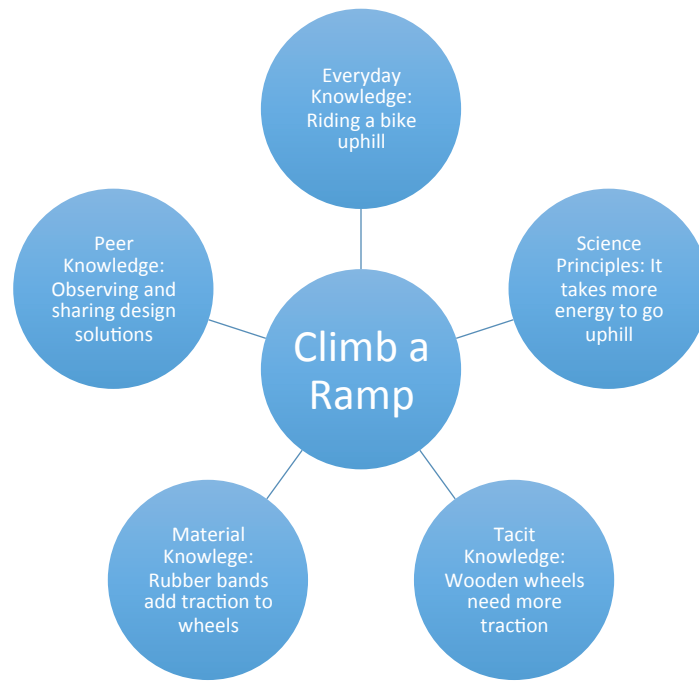 Everyday
Knowledge:
Riding a bike
uphill
Peer
Knowledge:
Observing and
sharing design
solutions
Science
Principles: It
takes more
energy to go
uphill
Climb a
Ramp
Material
Knowlege:
Rubber bands
add traction to
wheels
Tacit
Knowledge:
Wooden wheels
need more
traction